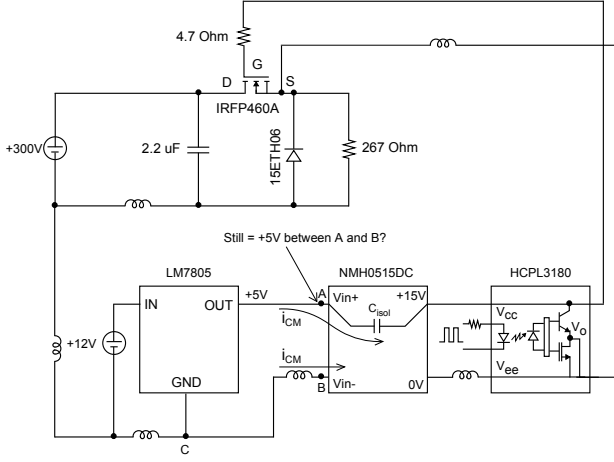 4.7 Ohm
G
D
S
IRFP460A
+300V
2.2 uF
15ETH06
267 Ohm
Still = +5V between A and B?
LM7805
NMH0515DC
HCPL3180
IN
OUT
+5V
A
Vin+
Cisol
+15V
Vcc
iCM
+12V
Vo
iCM
GND
B
Vin-
0V
Vee
C